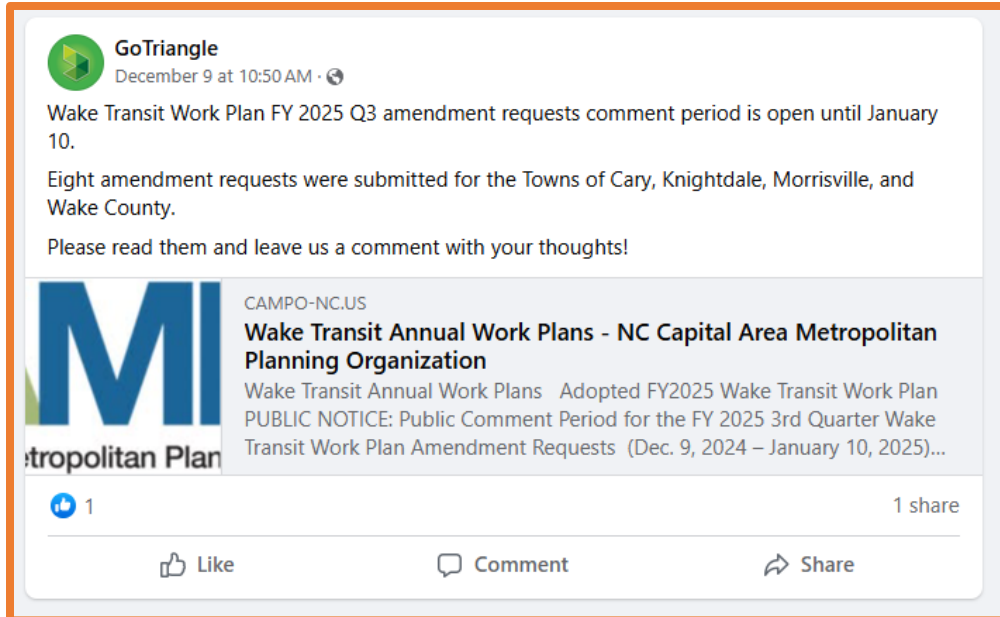 GoTriangle
December 9 at 10:50 AM ·
Wake Transit Work Plan FY 2025 Q3 amendment requests comment period is open until January
10.
Eight amendment requests were submitted for the Towns of Cary, Knightdale, Morrisville, and
Wake County.
Please read them and leave us a comment with your thoughts!
AM
etropolitan Plan
CAMPO-NC.US
Wake Transit Annual Work Plans - NC Capital Area Metropolitan
Planning Organization
Wake Transit Annual Work Plans Adopted FY2025 Wake Transit Work Plan
PUBLIC NOTICE: Public Comment Period for the FY 2025 3rd Quarter Wake
Transit Work Plan Amendment Requests (Dec. 9, 2024 – January 10, 2025)...
1
1 share
Like
Comment
Share